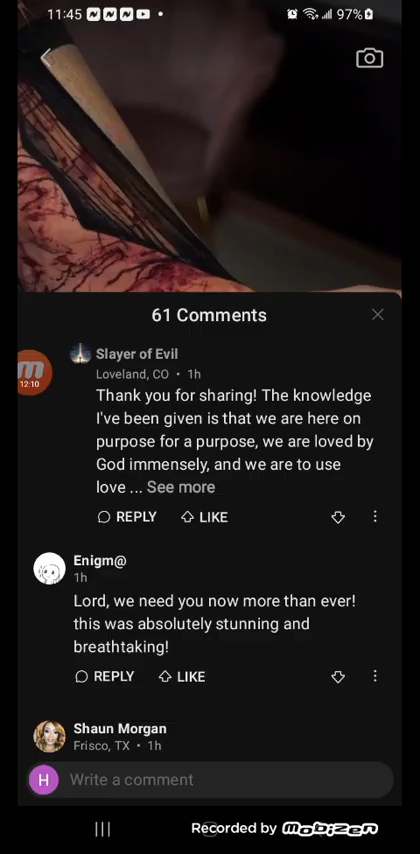 11:45
97%
61 Comments
12:10
Slayer of Evil
Loveland, CO • 1h
Thank you for sharing! The knowledge
I've been given is that we are here on
purpose for a purpose, we are loved by
God immensely, and we are to use
love ... See more
REPLY LIKE
Enigm@
1h
Lord, we need you now more than ever!
this was absolutely stunning and
breathtaking!
REPLY LIKE
Shaun Morgan
Frisco, TX • 1h
H Write a comment
Recorded by mobizen